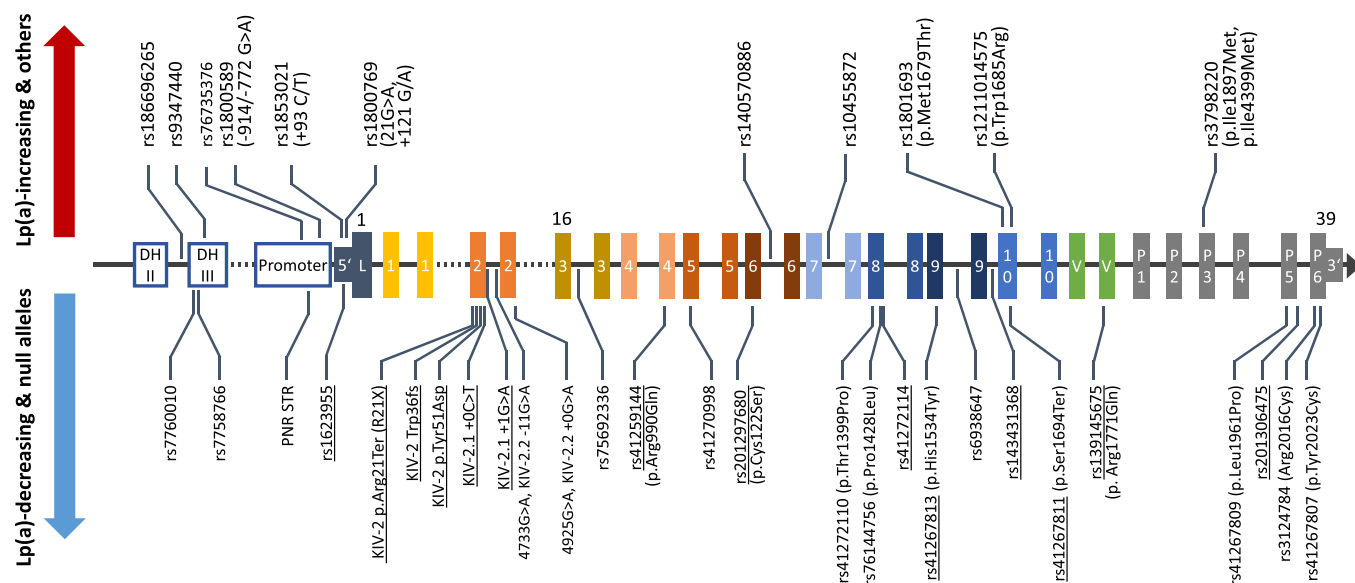 Lp(a)-increasing & others
rs186696265
rs9347440
rs76735376
rs1800589
(-914/-772 G>A)
rs1853021
(+93 C/T)
rs1800769
(21G>A,
+121 G/A)
rs140570886
rs10455872
rs1801693
(p.Met1679Thr)
rs1211014575
(p.Trp1685Arg)
rs3798220
(p.Ile1897Met,
p.Ile4399Met)
1
16
39
DH
II
DH
III
Promoter
5'
L
1
1
2
2
3
3
4
4
5
5
6
6
7
7
8
8
9
9
1
0
1
0
V
V
P
1
P
2
P
3
P
4
P
5
P
6
3'
Lp(a)-decreasing & null alleles
rs7760010
rs7758766
PNR STR
rs1623955
KIV-2 p.Arg21Ter (R21X)
KIV-2 Trp36fs
KIV-2 p.Tyr51Asp
KIV-2.1 +0C>T
KIV-2.1 +1G>A
4733G>A, KIV-2.2 -11G>A
4925G>A, KIV-2.2 +0G>A
rs75692336
rs41259144
(p.Arg990Gln)
rs41270998
rs201297680
(p.Cys122Ser)
rs41272110 (p.Thr1399Pro)
rs76144756 (p.Pro1428Leu)
rs41272114
rs41267813 (p.His1534Tyr)
rs6938647
rs143431368
rs41267811 (p.Ser1694Ter)
rs139145675
(p. Arg1771Gln)
rs41267809 (p.Leu1961Pro)
rs201306475
rs3124784 (Arg2016Cys)
rs41267807 (p.Tyr2023Cys)